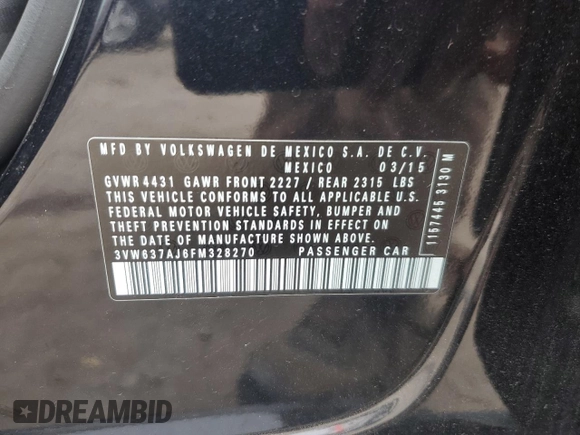 MFD BY VOLKSWAGEN DE MEXICO S.A. DE C.V.
MEXICO 03/15
GVWR 4431 GAWR FRONT 2227 / REAR 2315 LBS
THIS VEHICLE CONFORMS TO ALL APPLICABLE U.S.
FEDERAL MOTOR VEHICLE SAFETY, BUMPER AND
THEFT PREVENTION STANDARDS IN EFFECT ON
THE DATE OF MANUFACTURE SHOWN ABOVE.
3VW637AJ6FM328270 PASSENGER CAR
1157445 3130 M
DREAMBID